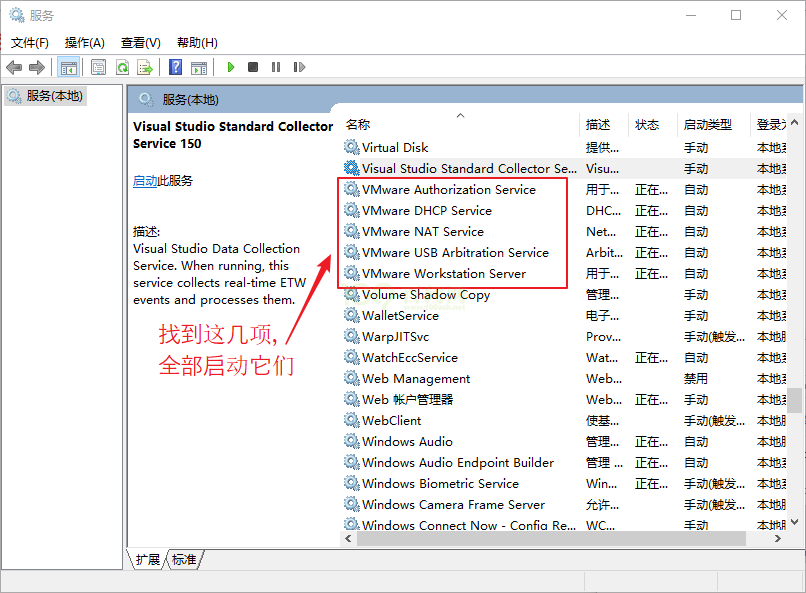 服务
文件(F) 操作(A) 查看(V) 帮助(H)
服务(本地)
服务(本地)
Visual Studio Standard Collector
Service 150
启动此服务
描述:
Visual Studio Data Collection
Service. When running, this
service collects real-time ETW
events and processes them.
找到这几项,
全部启动它们
名称 描述 状态 启动类型 登录为
Virtual Disk 提供... 手动 本地系
Visual Studio Standard Collector Se... Visu... 手动 本地系
VMware Authorization Service 用于... 正在... 自动 本地系
VMware DHCP Service DHC... 正在... 自动 本地系
VMware NAT Service Net... 正在... 自动 本地系
VMware USB Arbitration Service Arbit... 正在... 自动 本地系
VMware Workstation Server 用于... 正在... 自动 本地系
Volume Shadow Copy 管理... 手动 本地系
WalletService 电子... 手动 本地系
WarpJITSvc Prov... 手动(触发... 本地服
WatchEccService Wat... 正在... 自动 本地系
Web Management Web... 禁用 本地系
Web 帐户管理器 Web... 正在... 手动 本地系
WebClient 使基... 手动(触发... 本地服
Windows Audio 管理... 正在... 自动 本地服
Windows Audio Endpoint Builder 管理 ... 正在... 自动 本地系
Windows Biometric Service Win... 正在... 手动(触发... 本地系
Windows Camera Frame Server 允许... 手动(触发... 本地服
Windows Connect Now - Config Re... WC... 手动 本地服
扩展 标准